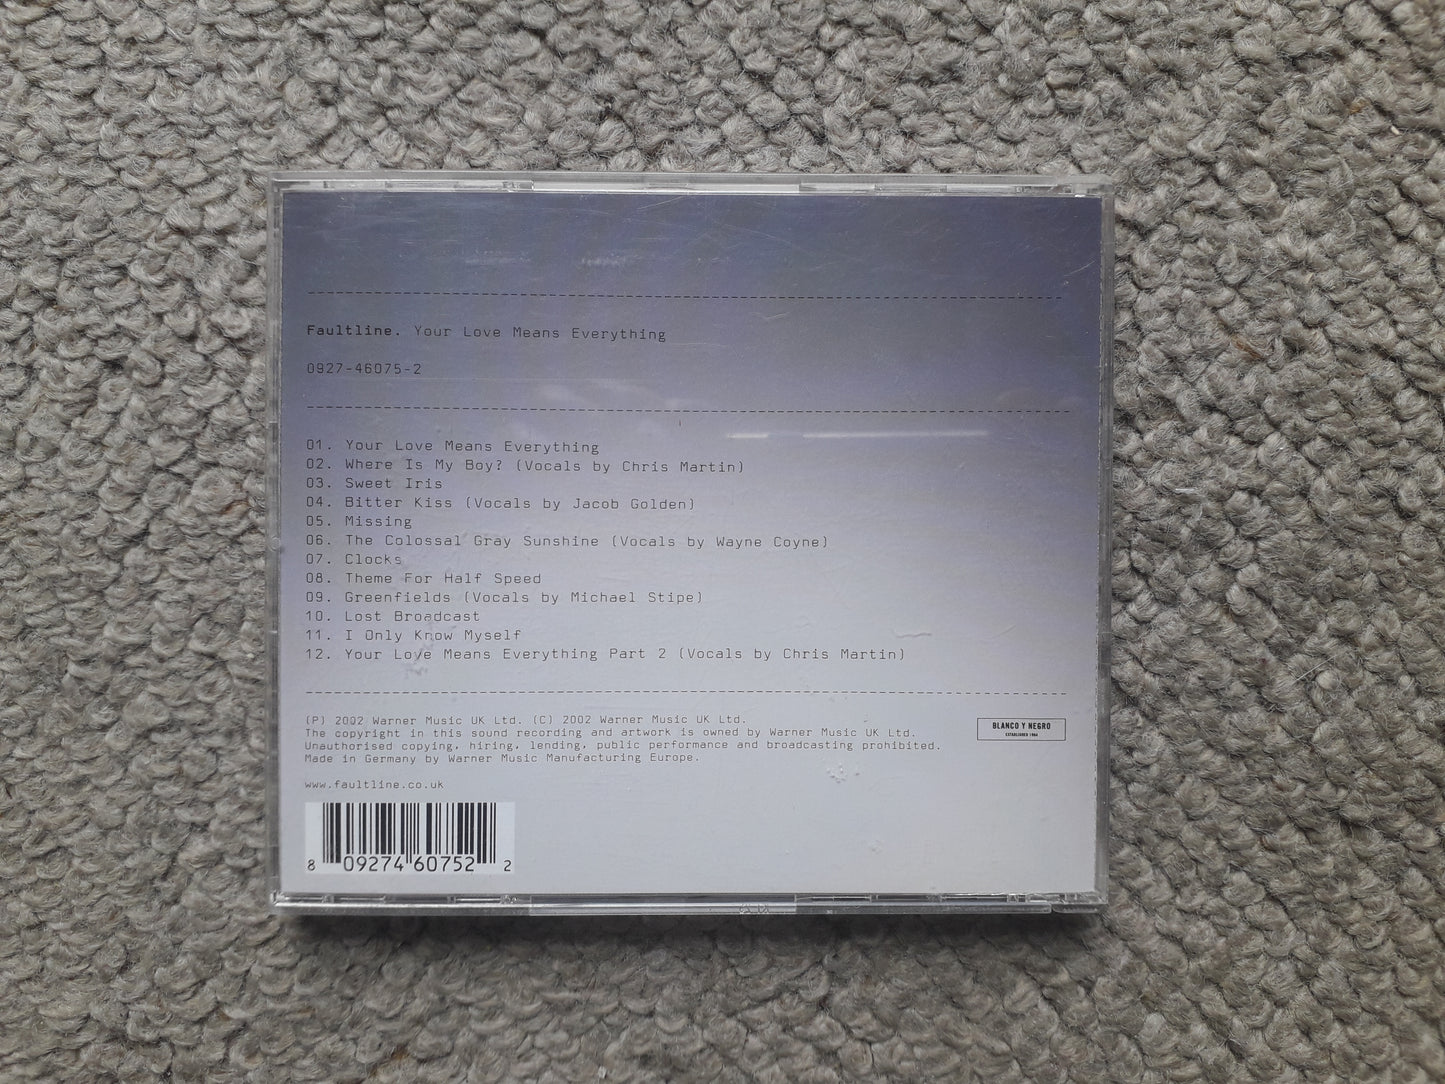 Faultline. Your Love Means Everything
0927-46075-2
01. Your Love Means Everything
02. Where Is My Boy? (Vocals by Chris Martin)
03. Sweet Iris
04. Bitter Kiss (Vocals by Jacob Golden)
05. Missing
06. The Colossal Gray Sunshine (Vocals by Wayne Coyne)
07. Clocks
08. Theme For Half Speed
09. Greenfields (Vocals by Michael Stipe)
10. Lost Broadcast
11. I Only Know Myself
12. Your Love Means Everything Part 2 (Vocals by Chris Martin)
(P) 2002 Warner Music UK Ltd. (C) 2002 Warner Music UK Ltd.
The copyright in this sound recording and artwork is owned by Warner Music UK Ltd.
Unauthorised copying, hiring, lending, public performance and broadcasting prohibited.
Made in Germany by Warner Music Manufacturing Europe.
BLANCO Y NEGRO
ESTABLISHED
www.faultline.co.uk
8 09274 60752 2